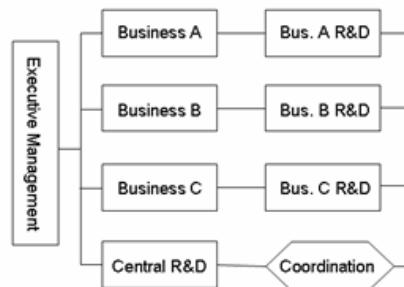 Executive Management
Business A
Bus. A R&D
Business B
Bus. B R&D
Business C
Bus. C R&D
Central R&D
Coordination